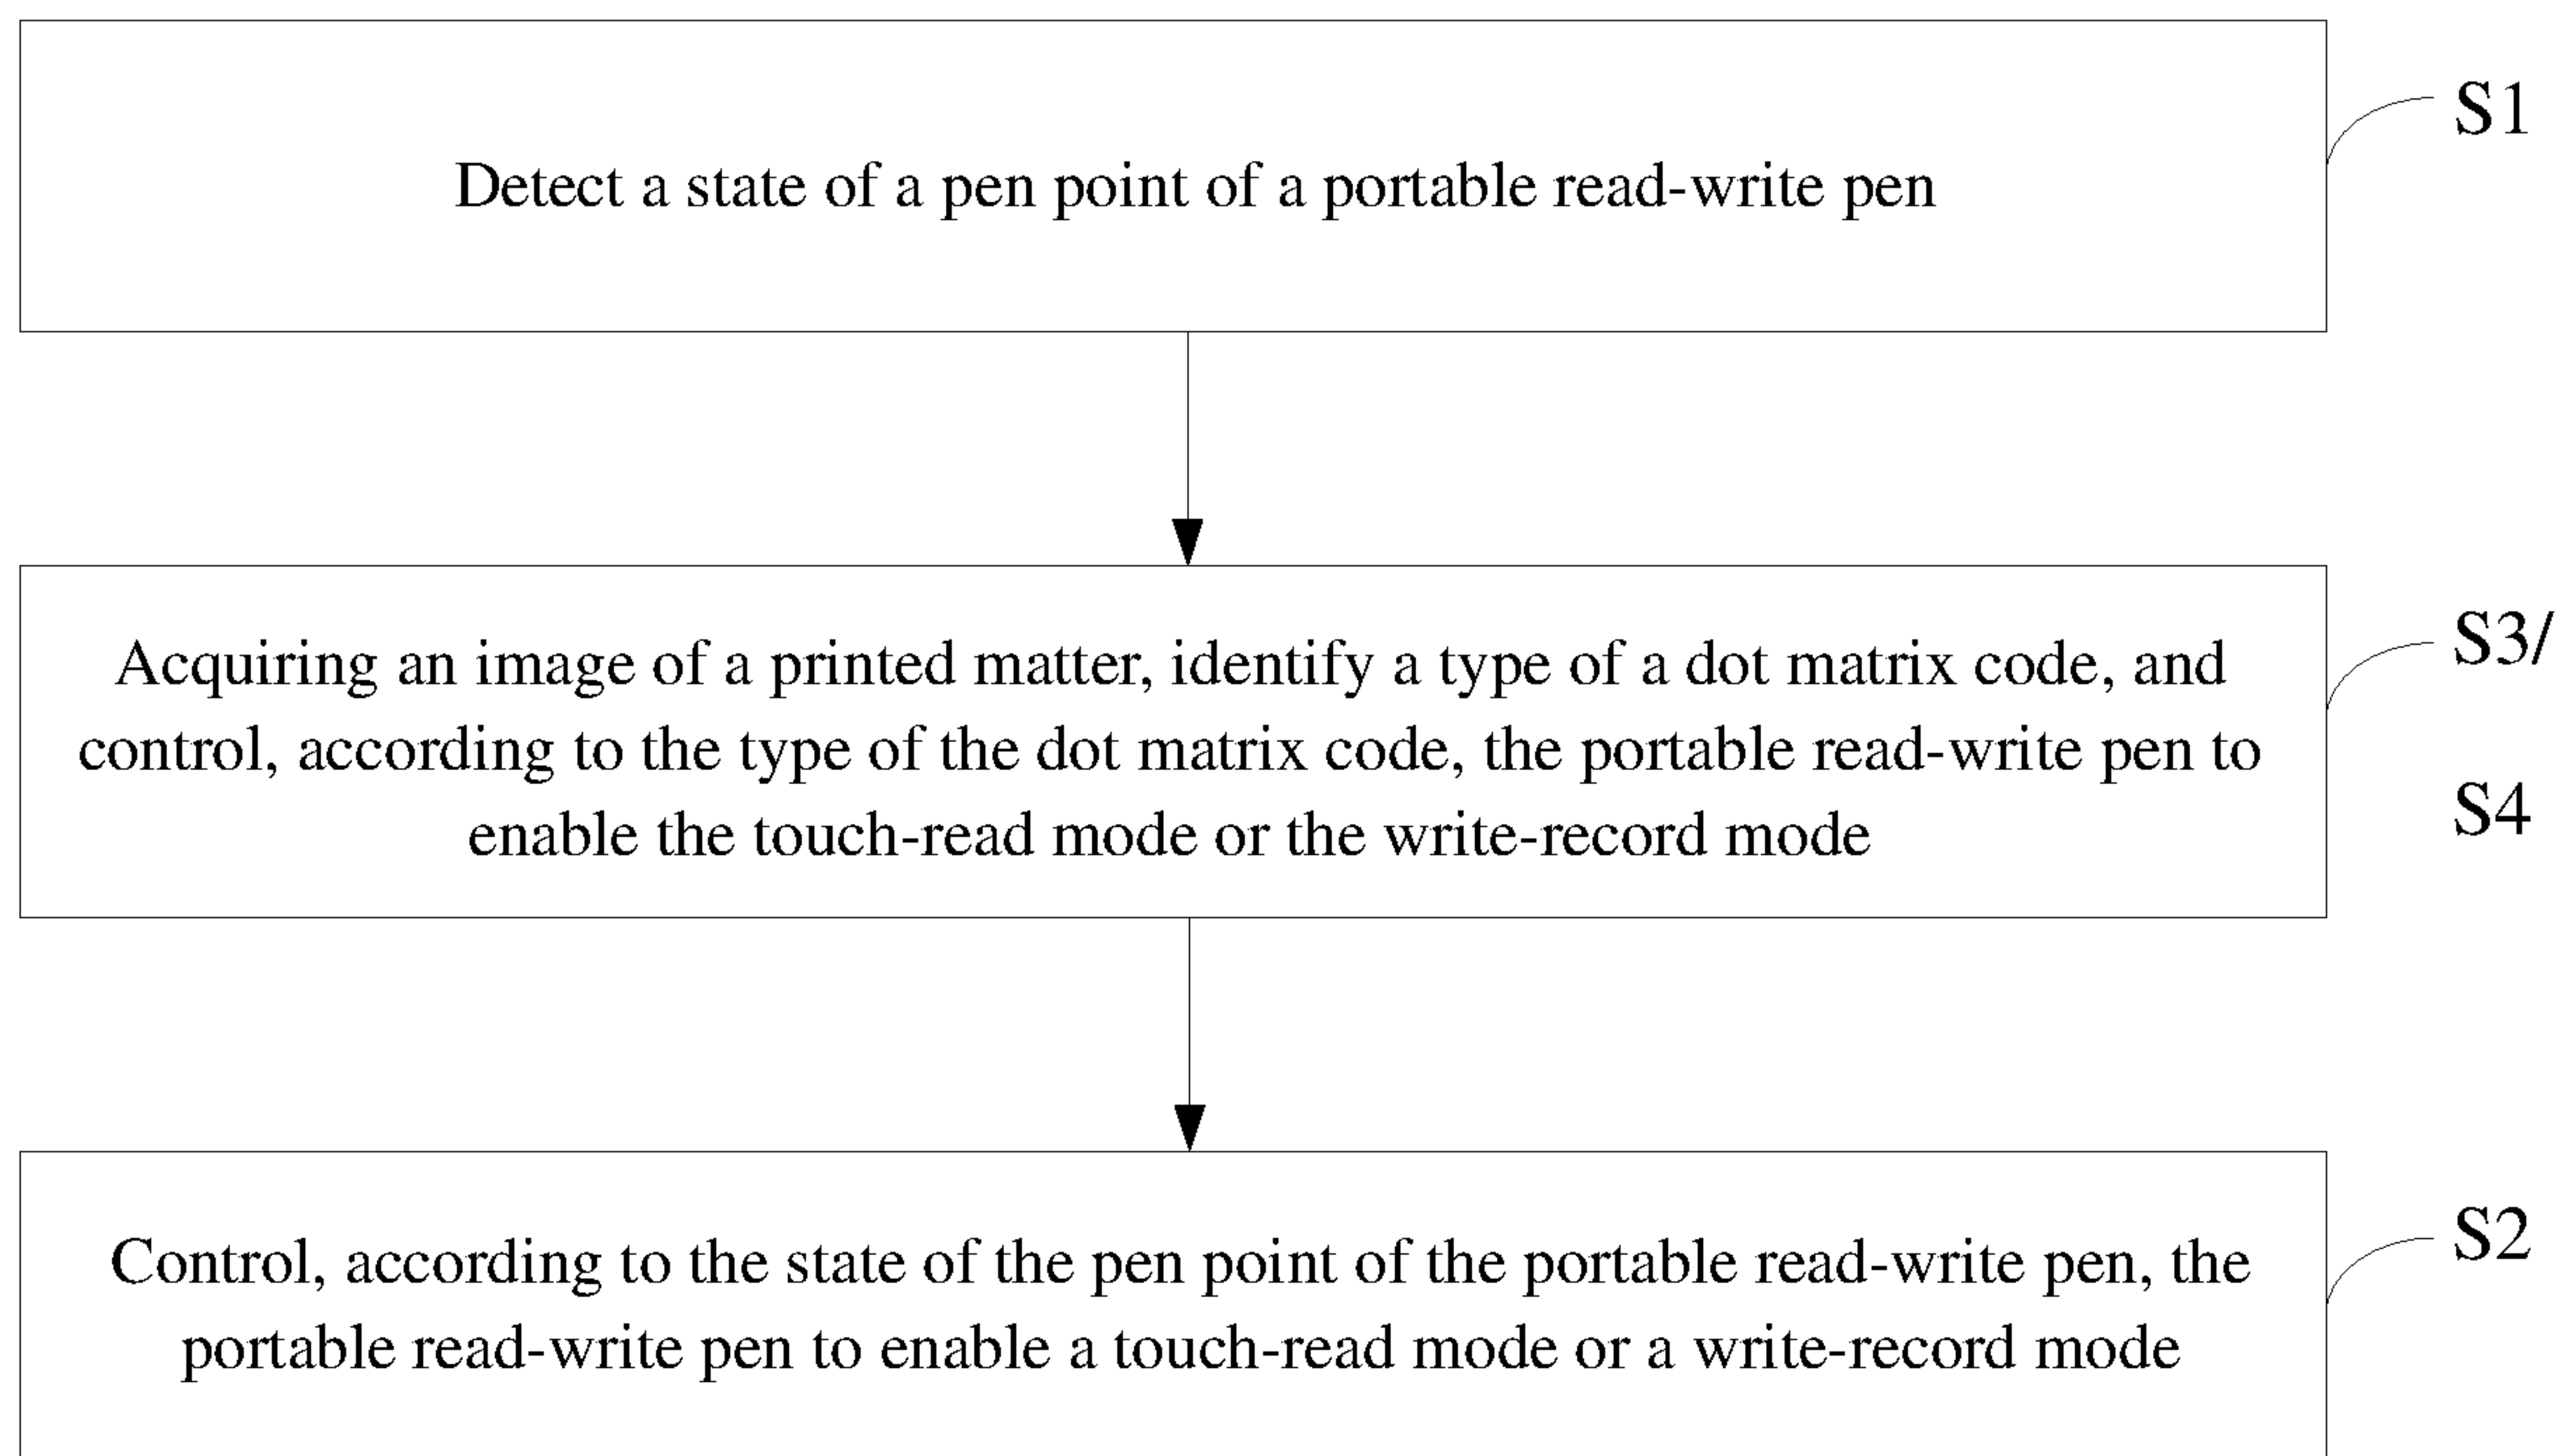 Detect a state of a pen point of a portable read-write pen
S1
Acquiring an image of a printed matter, identify a type of a dot matrix code, and
control, according to the type of the dot matrix code, the portable read-write pen to
enable the touch-read mode or the write-record mode
S3/
S4
Control, according to the state of the pen point of the portable read-write pen, the
portable read-write pen to enable a touch-read mode or a write-record mode
S2